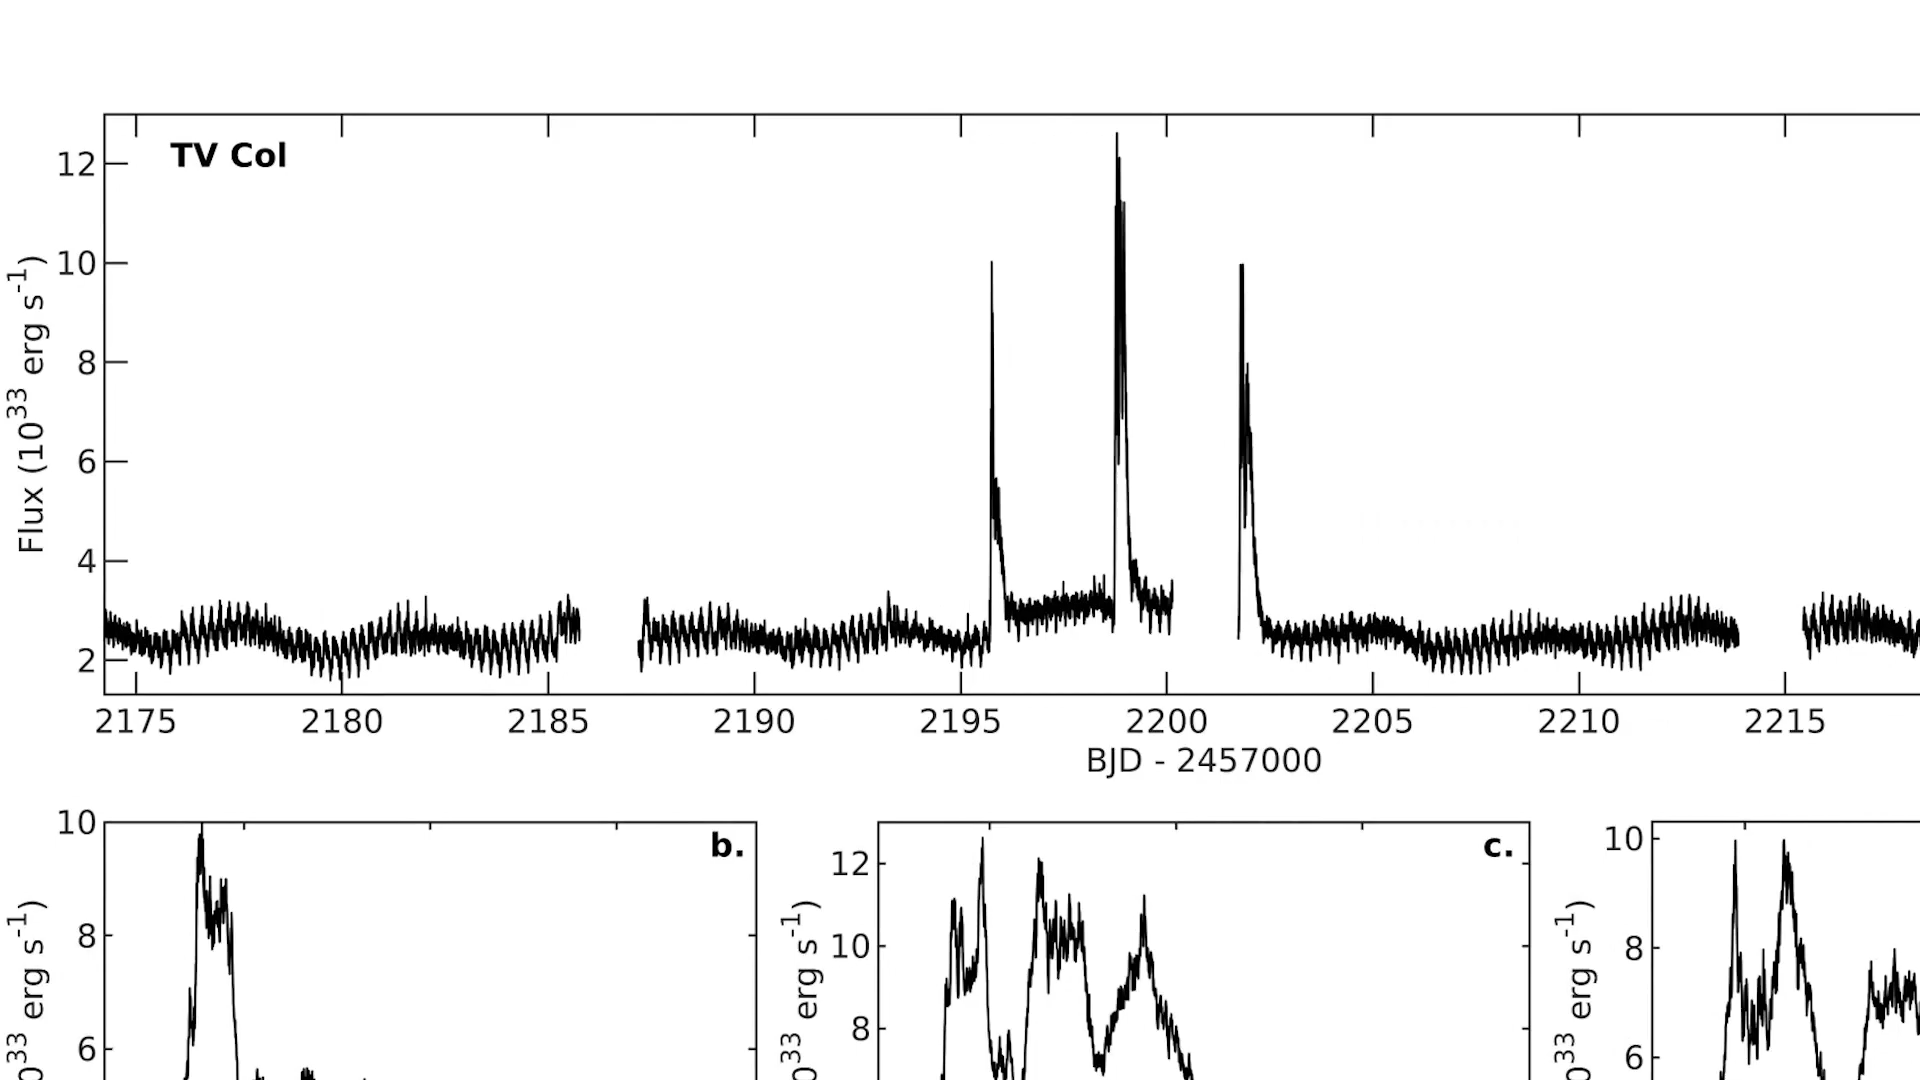 TV Col
12
10
8
6
4
2
Flux (10^33 erg s^-1)
2175 2180 2185 2190 2195 2200 2205 2210 2215
BJD - 2457000
b.
10
8
6
erg s^-1)
c.
12
10
8
erg s^-1)
10
8
6
erg s^-1)